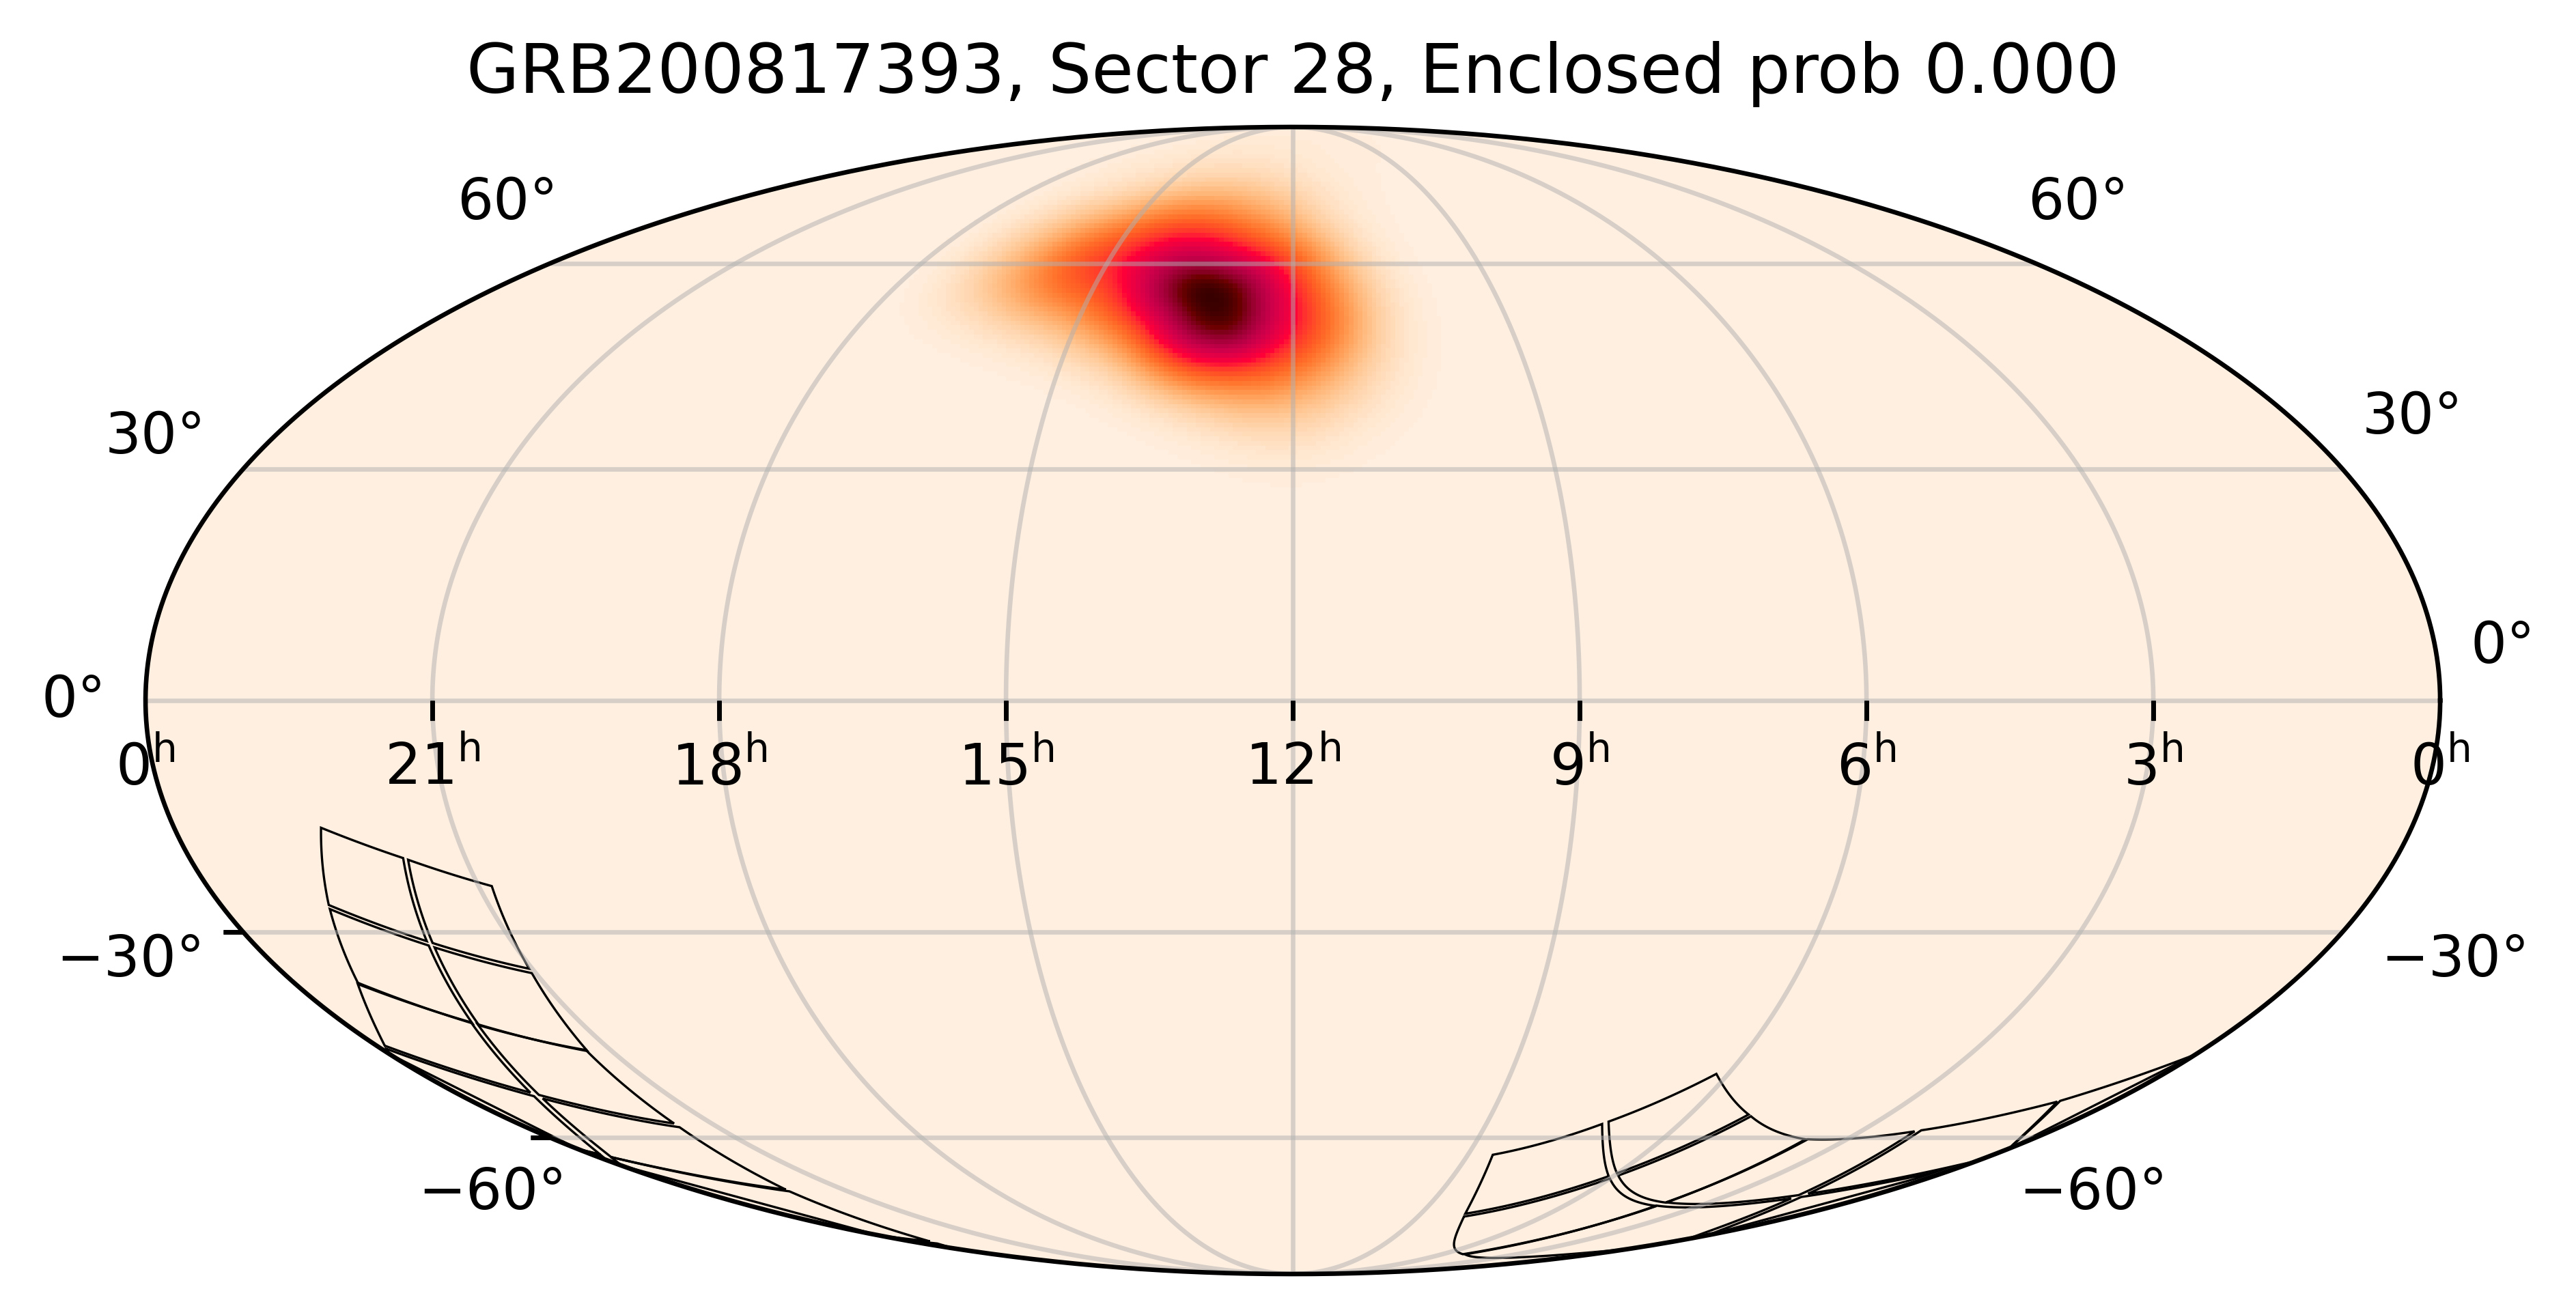 GRB200817393, Sector 28, Enclosed prob 0.000
60° 60°
30° 30°
0° 0°
0ʰ 21ʰ 18ʰ 15ʰ 12ʰ 9ʰ 6ʰ 3ʰ 0ʰ
−30° −30°
−60° −60°